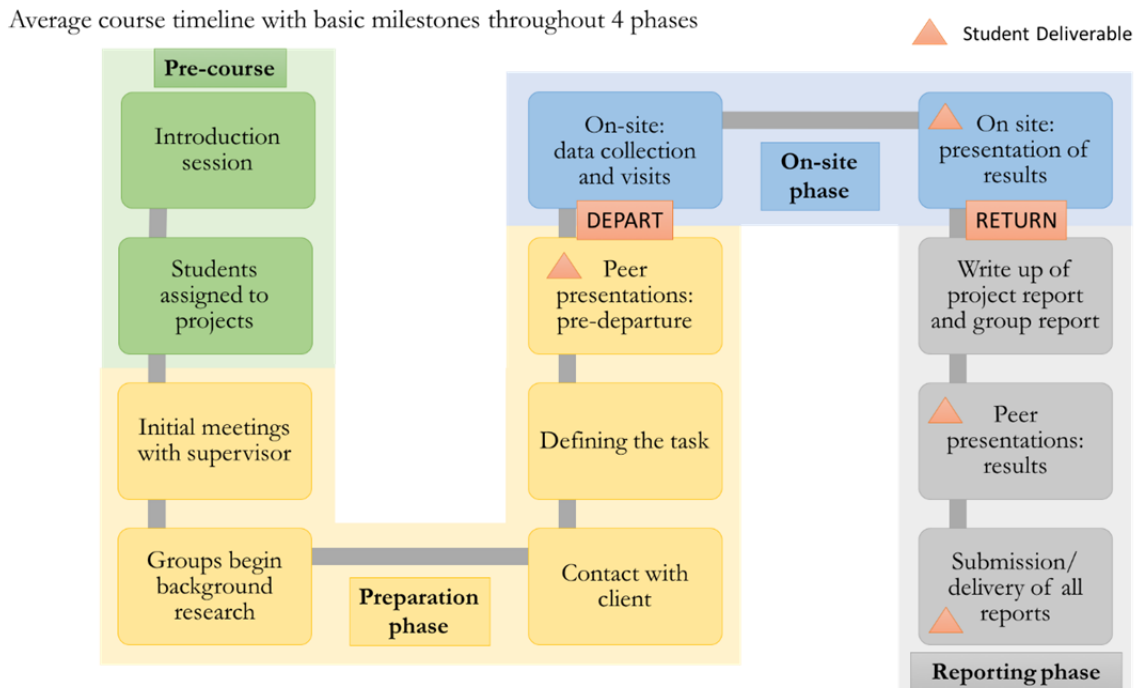 Average course timeline with basic milestones throughout 4 phases
Student Deliverable
Pre-course
Introduction
session
Students
assigned to
projects
Initial meetings
with supervisor
Groups begin
background
research
Preparation
phase
Contact with
client
Defining the task
Peer
presentations:
pre-departure
DEPART
On-site:
data collection
and visits
On-site
phase
On site:
presentation of
results
RETURN
Write up of
project report
and group report
Peer
presentations:
results
Submission/
delivery of all
reports
Reporting phase